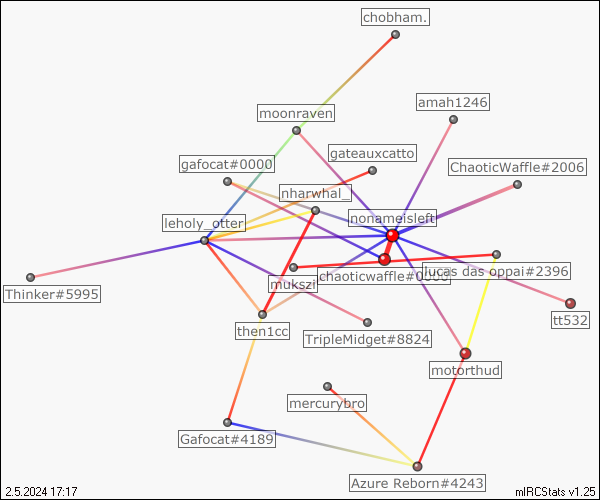 chobham.
amah1246
moonraven
gateauxcatto
gafocat#0000
ChaoticWaffle#2006
nharwhal_
nonameisleft
leholy_otter
lucas das oppai#2396
chaoticwaffle#0000
mukszi
Thinker#5995
tt532
then1cc
TripleMidget#8824
motorthud
mercurybro
Gafocat#4189
Azure Reborn#4243
2.5.2024 17:17
mIRCStats v1.25